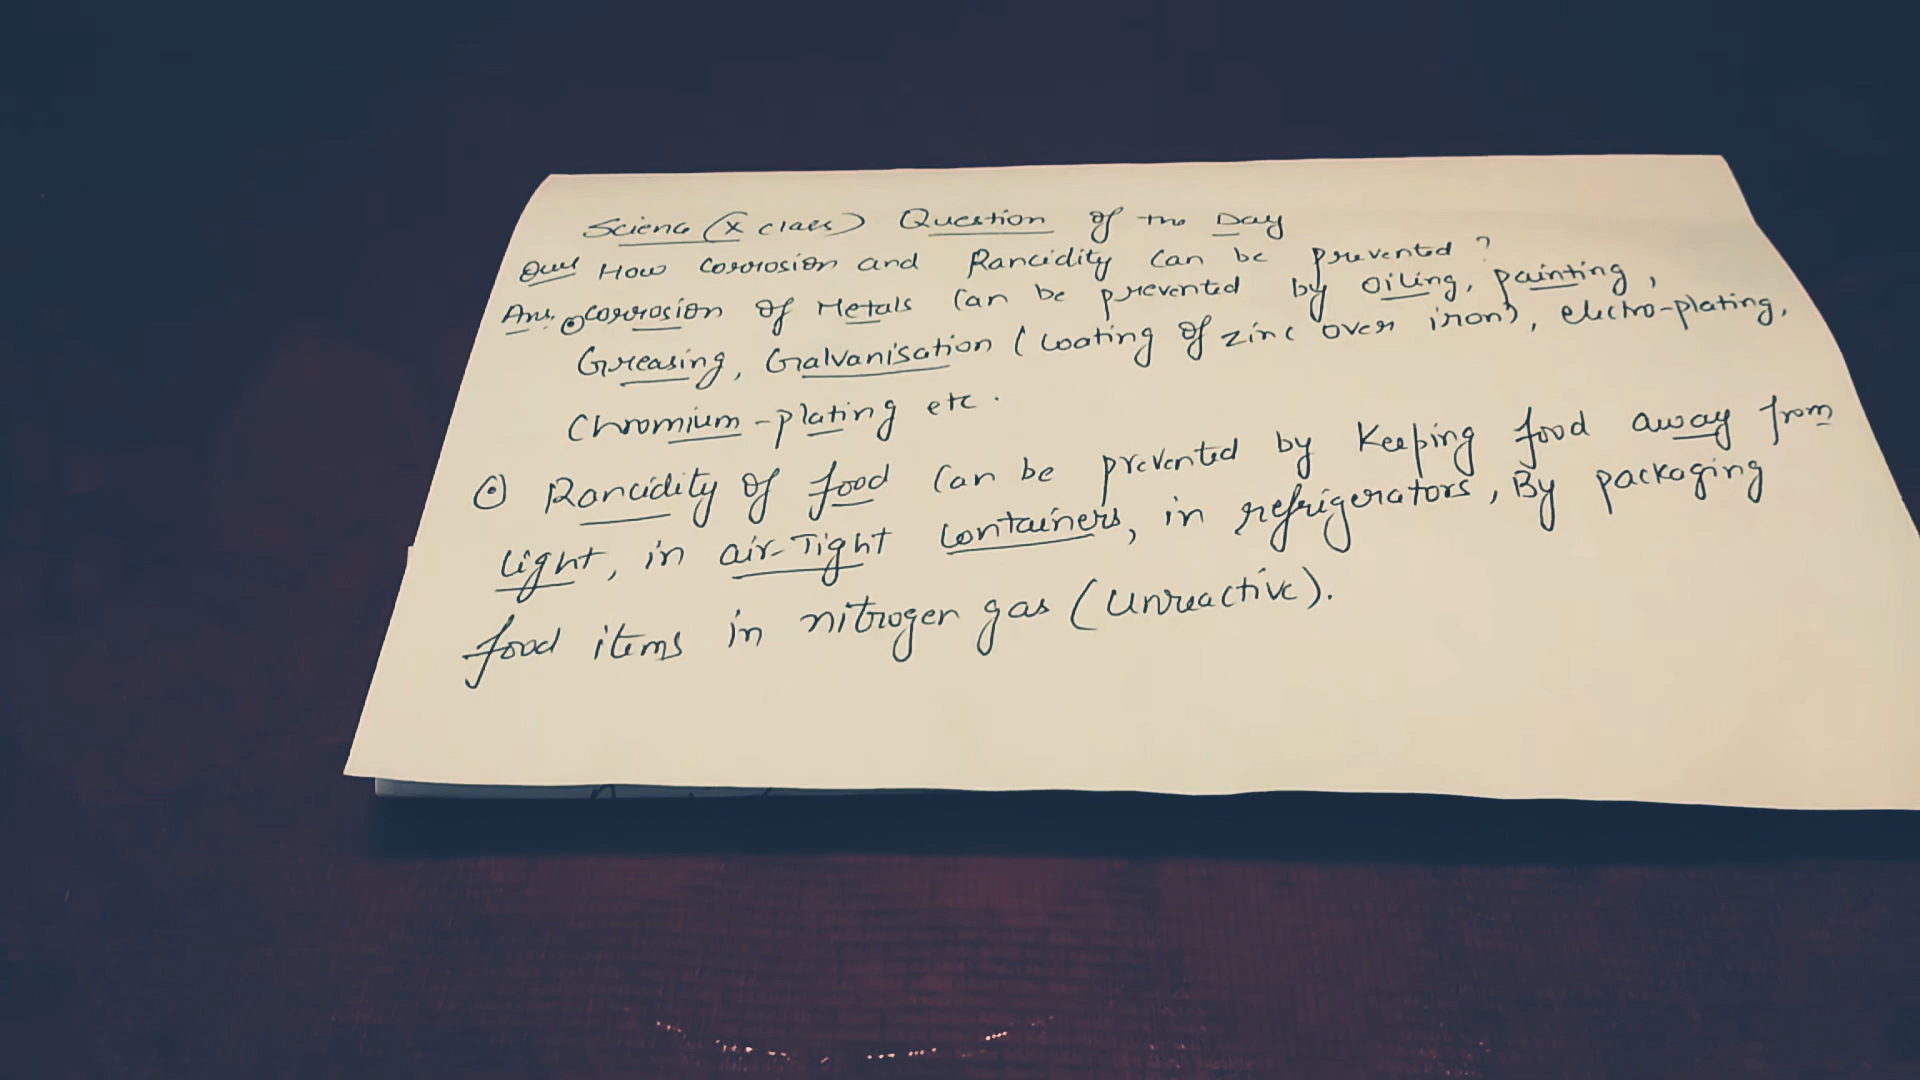 Science (X class) Question of the Day
Ques How corrosion and Rancidity can be prevented?
Ans. ⊙ corrosion of Metals can be prevented by oiling, painting,
Greasing, Galvanisation (coating of zinc over iron), electro-plating,
Chromium-plating etc.
⊙ Rancidity of food can be prevented by Keeping food away from
light, in air-Tight containers, in refrigerators, By packaging
food items in nitrogen gas (unreactive).